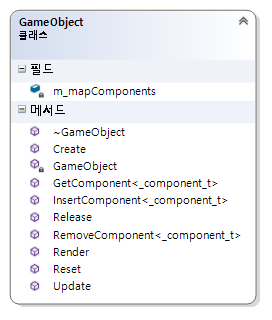 GameObject
클래스
필드
m_mapComponents
메서드
~GameObject
Create
GameObject
GetComponent<_component_t>
InsertComponent<_component_t>
Release
RemoveComponent<_component_t>
Render
Reset
Update